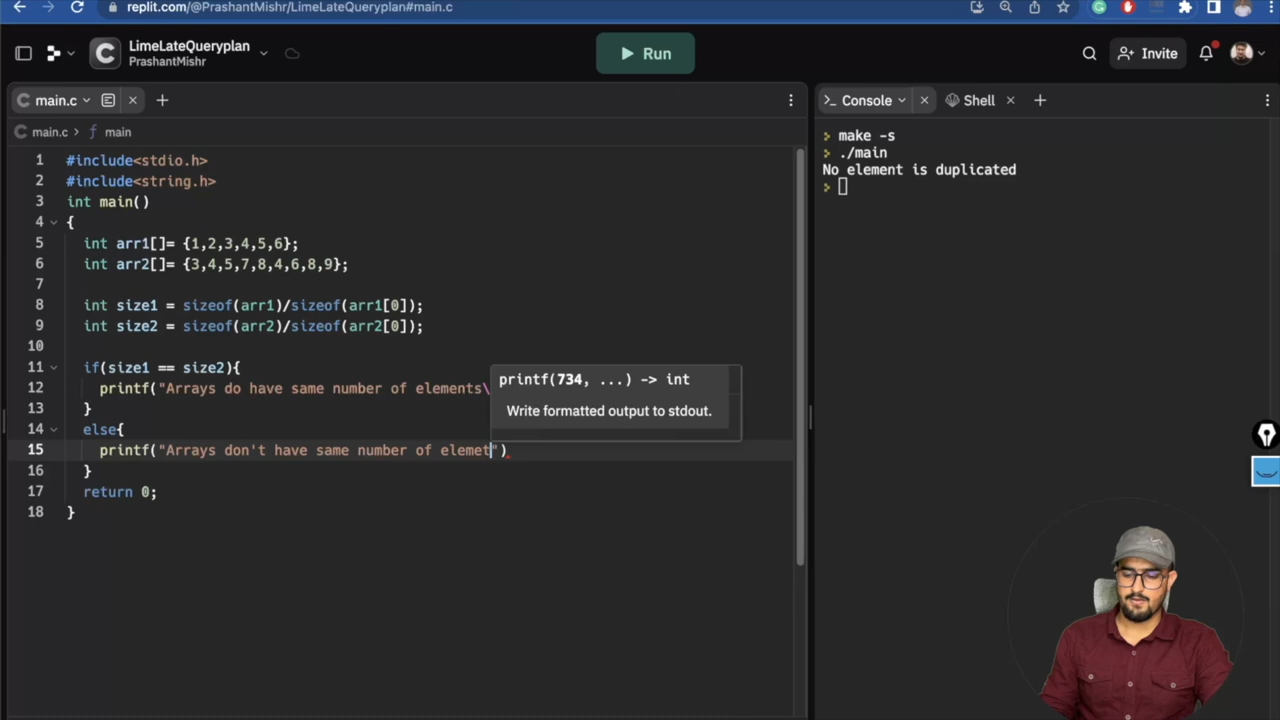 replit.com/@PrashantMishr/LimeLateQueryplan#main.c
LimeLateQueryplan
PrashantMishr
Run
Invite
main.c
Console
Shell
main.c > f main
make -s
./main
No element is duplicated
1 #include<stdio.h>
2 #include<string.h>
3 int main()
4 {
5 int arr1[]= {1,2,3,4,5,6};
6 int arr2[]= {3,4,5,7,8,4,6,8,9};
7
8 int size1 = sizeof(arr1)/sizeof(arr1[0]);
9 int size2 = sizeof(arr2)/sizeof(arr2[0]);
10
11 if(size1 == size2){
12 printf("Arrays do have same number of elements\
13 }
14 else{
15 printf("Arrays don't have same number of elemet")
16 }
17 return 0;
18 }
printf(734, ...) -> int
Write formatted output to stdout.